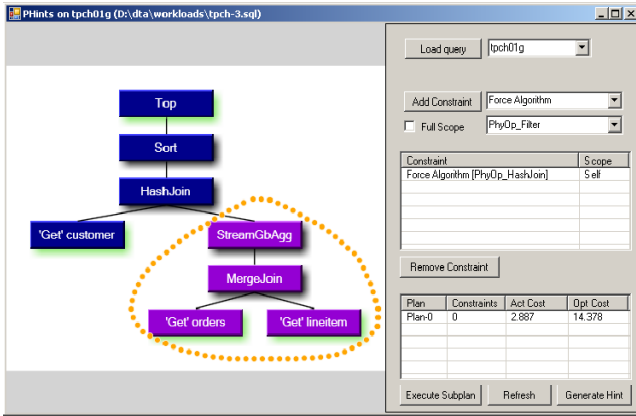 PHints on tpch01g (D:\dta\workloads\tpch-3.sql)
Load query tpch01g
Add Constraint Force Algorithm
Full Scope PhyOp_Filter
Top
Sort
HashJoin
'Get' customer
StreamGbAgg
MergeJoin
'Get' orders
'Get' lineitem
Constraint Scope
Force Algorithm [PhyOp_HashJoin] Self
Remove Constraint
Plan Constraints Act Cost Opt Cost
Plan-0 0 2.887 14.378
Execute Subplan Refresh Generate Hint